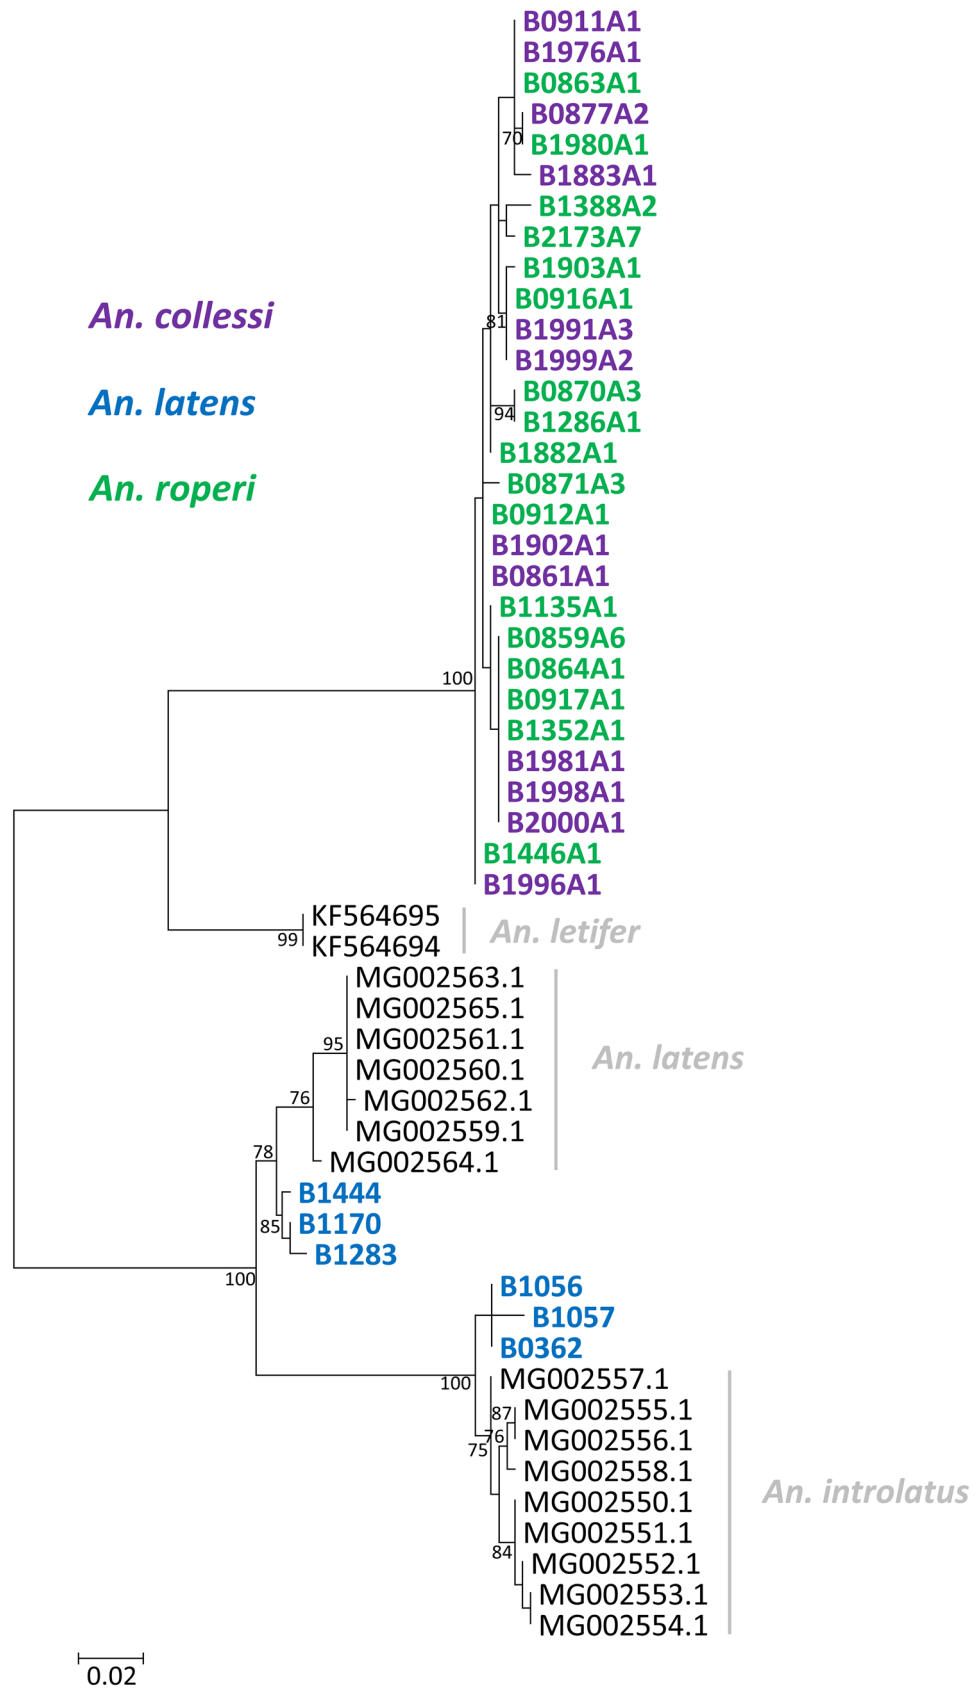 B0911A1
B1976A1
B0863A1
B0877A2
70
B1980A1
B1883A1
B1388A2
B2173A7
B1903A1
An. collessi
B0916A1
81
B1991A3
B1999A2
An. latens
B0870A3
94
B1286A1
B1882A1
An. roperi
B0871A3
B0912A1
B1902A1
B0861A1
B1135A1
B0859A6
B0864A1
100
B0917A1
B1352A1
B1981A1
B1998A1
B2000A1
B1446A1
B1996A1
KF564695
99
KF564694
An. letifer
MG002563.1
MG002565.1
95
MG002561.1
MG002560.1
An. latens
76
MG002562.1
MG002559.1
78
MG002564.1
B1444
85
B1170
B1283
100
B1056
B1057
B0362
100
MG002557.1
87
MG002555.1
76
75
MG002556.1
MG002558.1
An. introlatus
MG002550.1
MG002551.1
84
MG002552.1
MG002553.1
MG002554.1
0.02